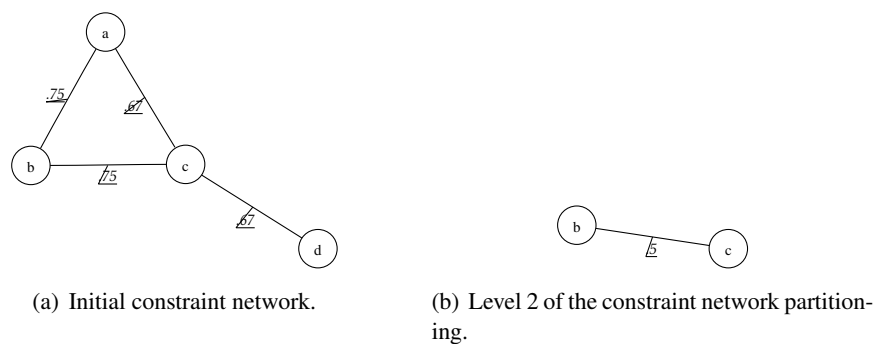 a
.75
.67
b
c
.75
.67
d
b
c
.5
(a) Initial constraint network.
(b) Level 2 of the constraint network partition-
ing.